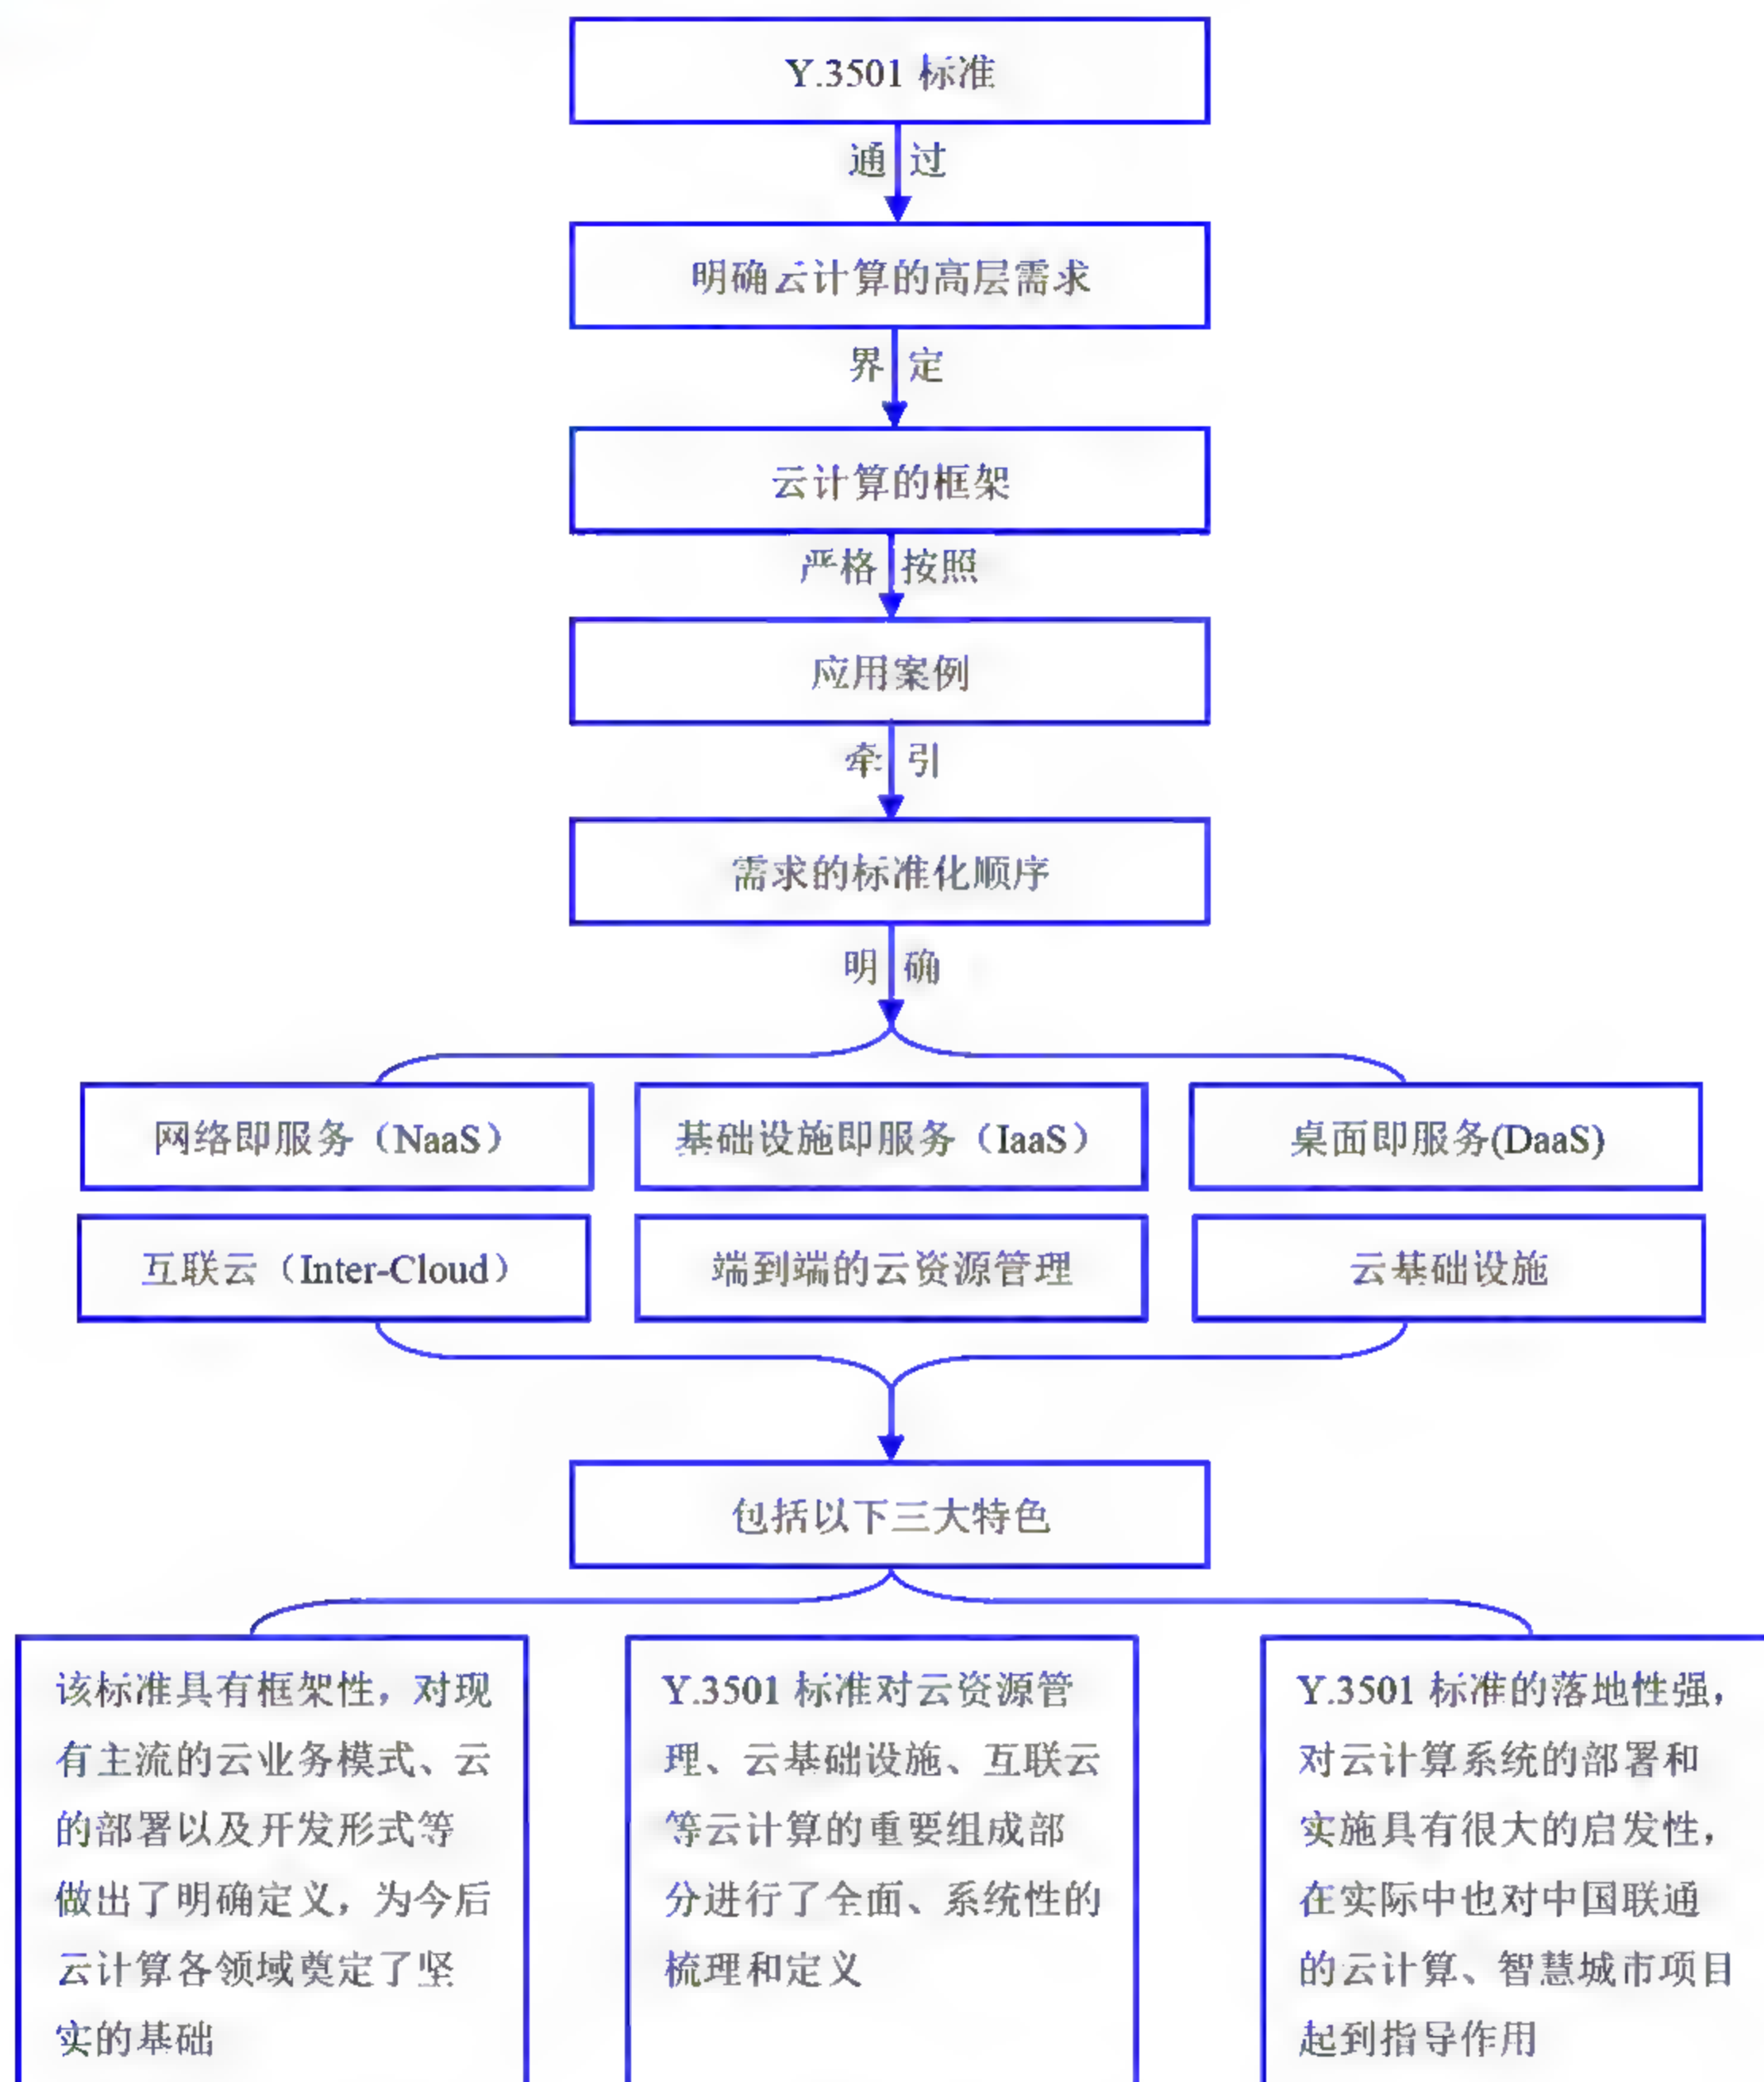 Y.3501 标准
通过
明确云计算的高层需求
界定
云计算的框架
严格按照
应用案例
牵引
需求的标准化顺序
明确
网络即服务（NaaS）
基础设施即服务（IaaS）
桌面即服务(DaaS)
互联云（Inter-Cloud）
端到端的云资源管理
云基础设施
包括以下三大特色
该标准具有框架性，对现
有主流的云业务模式、云
的部署以及开发形式等
做出了明确定义，为今后
云计算各领域奠定了坚
实的基础
Y.3501 标准对云资源管
理、云基础设施、互联云
等云计算的重要组成部
分进行了全面、系统性的
梳理和定义
Y.3501 标准的落地性强，
对云计算系统的部署和
实施具有很大的启发性，
在实际中也对中国联通
的云计算、智慧城市项目
起到指导作用